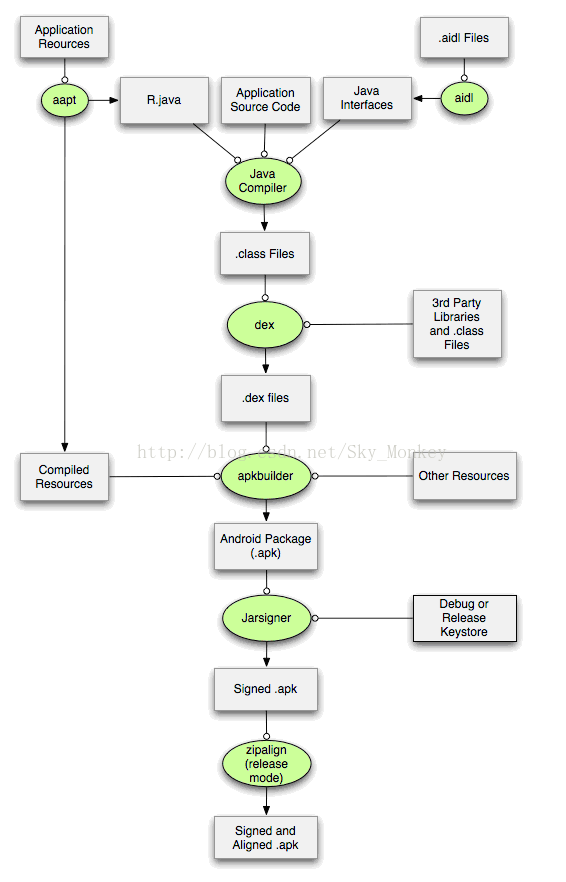 Application
Reources
.aidl Files
aapt
R.java
Application
Source Code
Java
Interfaces
aidl
Java
Compiler
.class Files
dex
3rd Party
Libraries
and .class
Files
.dex files
http://blog.csdn.net/Sky_Monkey
Compiled
Resources
apkbuilder
Other Resources
Android Package
(.apk)
Jarsigner
Debug or
Release
Keystore
Signed .apk
zipalign
(release
mode)
Signed and
Aligned .apk